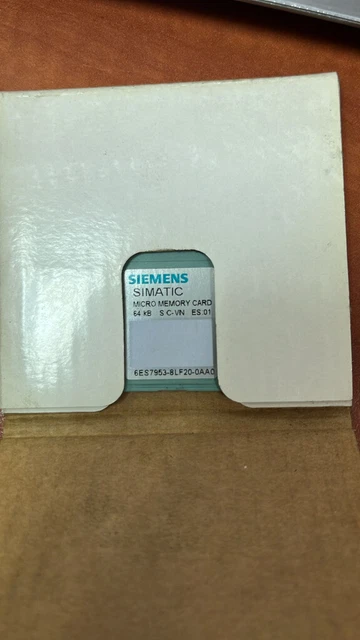 SIEMENS
SIMATIC
MICRO MEMORY CARD
64 kB S C-VN ES 01
6ES7953-8LF20-0AA0